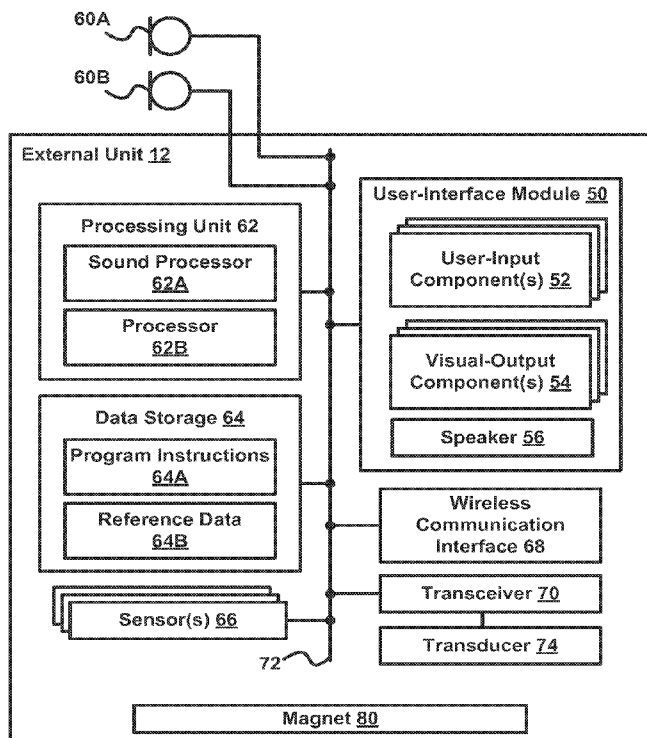 60A
60B
External Unit 12
Processing Unit 62
Sound Processor
62A
Processor
62B
Data Storage 64
Program Instructions
64A
Reference Data
64B
Sensor(s) 66
72
User-Interface Module 50
User-Input
Component(s) 52
Visual-Output
Component(s) 54
Speaker 56
Wireless
Communication
Interface 68
Transceiver 70
Transducer 74
Magnet 80